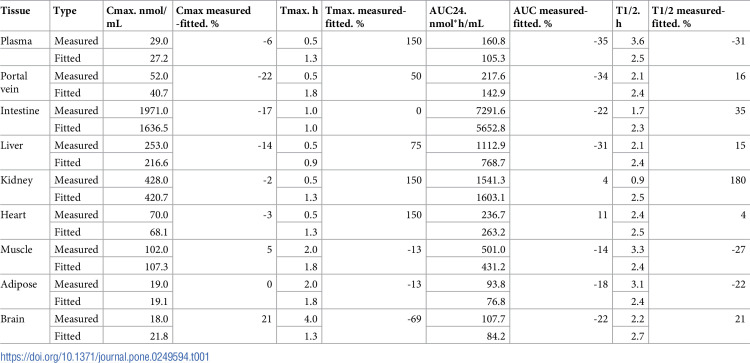 Tissue Type Cmax. nmol/mL Cmax measured-fitted. % Tmax. h Tmax. measured-fitted. % AUC24. nmol*h/mL AUC measured-fitted. % T1/2. h T1/2 measured-fitted. %
Plasma Measured 29.0 -6 0.5 150 160.8 -35 3.6 -31
Fitted 27.2 1.3 105.3 2.5
Portal vein Measured 52.0 -22 0.5 50 217.6 -34 2.1 16
Fitted 40.7 1.8 142.9 2.4
Intestine Measured 1971.0 -17 1.0 0 7291.6 -22 1.7 35
Fitted 1636.5 1.0 5652.8 2.3
Liver Measured 253.0 -14 0.5 75 1112.9 -31 2.1 15
Fitted 216.6 0.9 768.7 2.4
Kidney Measured 428.0 -2 0.5 150 1541.3 4 0.9 180
Fitted 420.7 1.3 1603.1 2.5
Heart Measured 70.0 -3 0.5 150 236.7 11 2.4 4
Fitted 68.1 1.3 263.2 2.5
Muscle Measured 102.0 5 2.0 -13 501.0 -14 3.3 -27
Fitted 107.3 1.8 431.2 2.4
Adipose Measured 19.0 0 2.0 -13 93.8 -18 3.1 -22
Fitted 19.1 1.8 76.8 2.4
Brain Measured 18.0 21 4.0 -69 107.7 -22 2.2 21
Fitted 21.8 1.3 84.2 2.7
https://doi.org/10.1371/journal.pone.0249594.t001